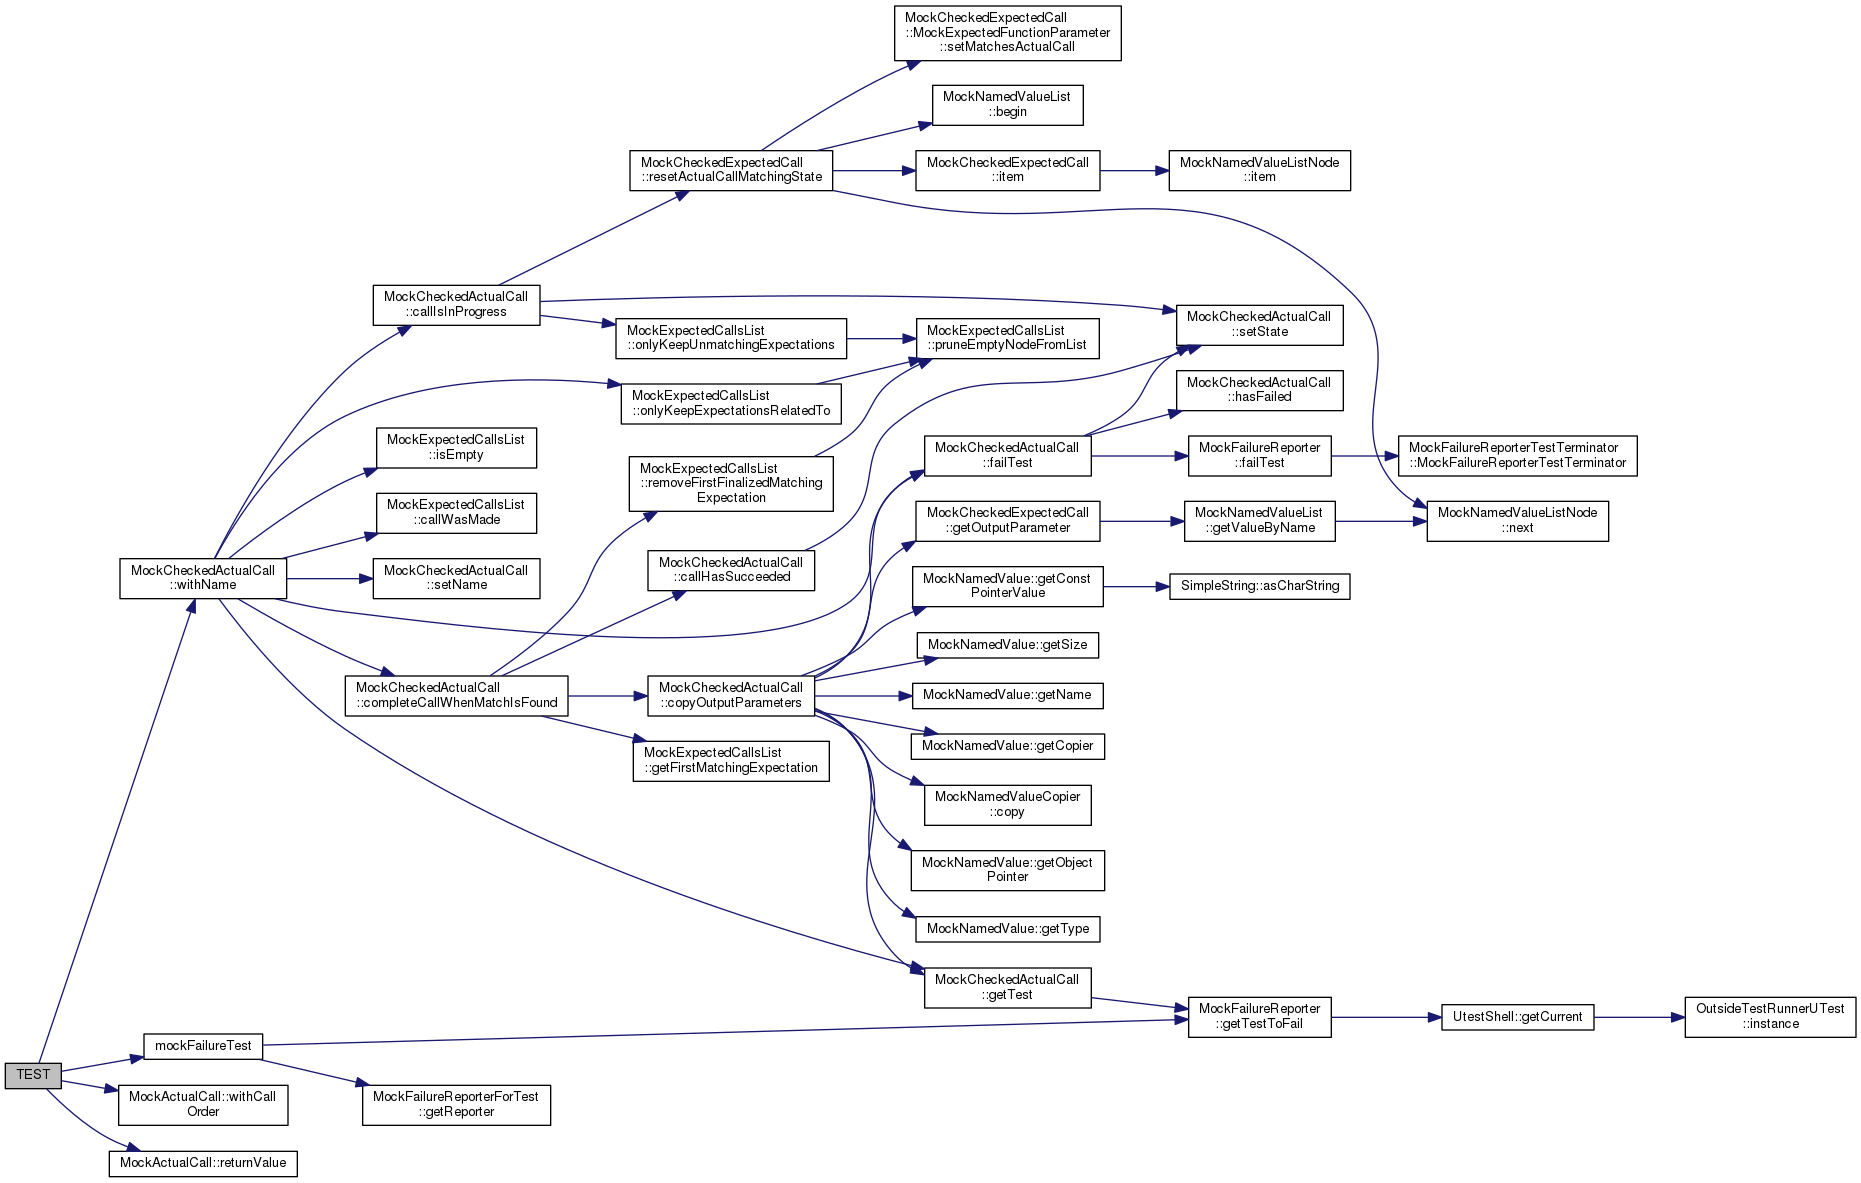 MockCheckedExpectedCall
::MockExpectedFunctionParameter
::setMatchesActualCall
MockNamedValueList
::begin
MockCheckedExpectedCall
::resetActualCallMatchingState
MockCheckedExpectedCall
::item
MockNamedValueListNode
::item
MockCheckedActualCall
::callIsInProgress
MockCheckedActualCall
::setState
MockExpectedCallsList
::onlyKeepUnmatchingExpectations
MockExpectedCallsList
::pruneEmptyNodeFromList
MockExpectedCallsList
::onlyKeepExpectationsRelatedTo
MockCheckedActualCall
::hasFailed
MockExpectedCallsList
::isEmpty
MockCheckedActualCall
::failTest
MockFailureReporter
::failTest
MockFailureReporterTestTerminator
::MockFailureReporterTestTerminator
MockExpectedCallsList
::removeFirstFinalizedMatching
Expectation
MockExpectedCallsList
::callWasMade
MockCheckedExpectedCall
::getOutputParameter
MockNamedValueList
::getValueByName
MockNamedValueListNode
::next
MockCheckedActualCall
::withName
MockCheckedActualCall
::setName
MockCheckedActualCall
::callHasSucceeded
MockNamedValue::getConst
PointerValue
SimpleString::asCharString
MockNamedValue::getSize
MockCheckedActualCall
::completeCallWhenMatchIsFound
MockCheckedActualCall
::copyOutputParameters
MockNamedValue::getName
MockExpectedCallsList
::getFirstMatchingExpectation
MockNamedValue::getCopier
MockNamedValueCopier
::copy
MockNamedValue::getObject
Pointer
MockNamedValue::getType
MockCheckedActualCall
::getTest
MockFailureReporter
::getTestToFail
UtestShell::getCurrent
OutsideTestRunnerUTest
::instance
mockFailureTest
TEST
MockActualCall::withCall
Order
MockFailureReporterForTest
::getReporter
MockActualCall::returnValue